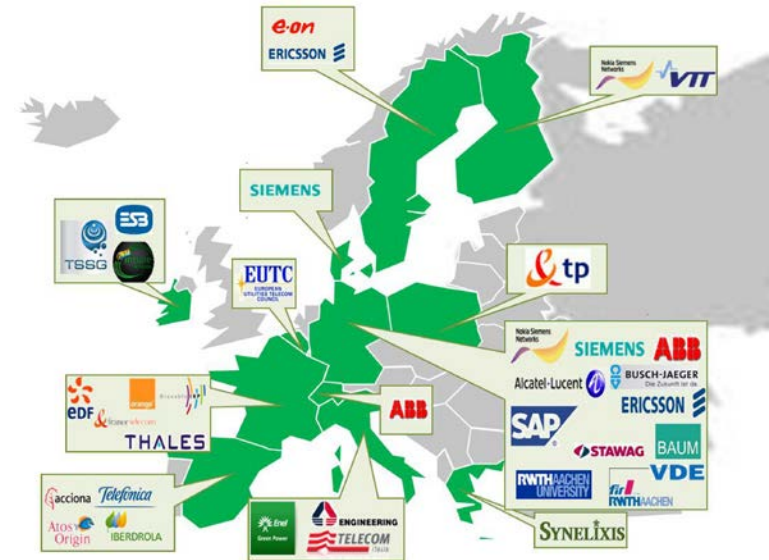 e·on
ERICSSON
Nokia Siemens
Networks
VTT
SIEMENS
ESB
TSSG
EUTC
EUROPEAN
UTILITIES TELECOM
COUNCIL
& tp
Nokia Siemens
Networks
SIEMENS
ABB
Alcatel-Lucent
BUSCH-JAEGER
Die Zukunft ist da.
ERICSSON
SAP
STAWAG
BAUM
VDE
RWTHAACHEN
UNIVERSITY
fir
RWTHAACHEN
edf
orange
& france telecom
THALES
ABB
acciona
Telefónica
Atos
Origin
IBERDROLA
Enel
Green Power
ENGINEERING
TELECOM
ITALIA
SYNELIXIS